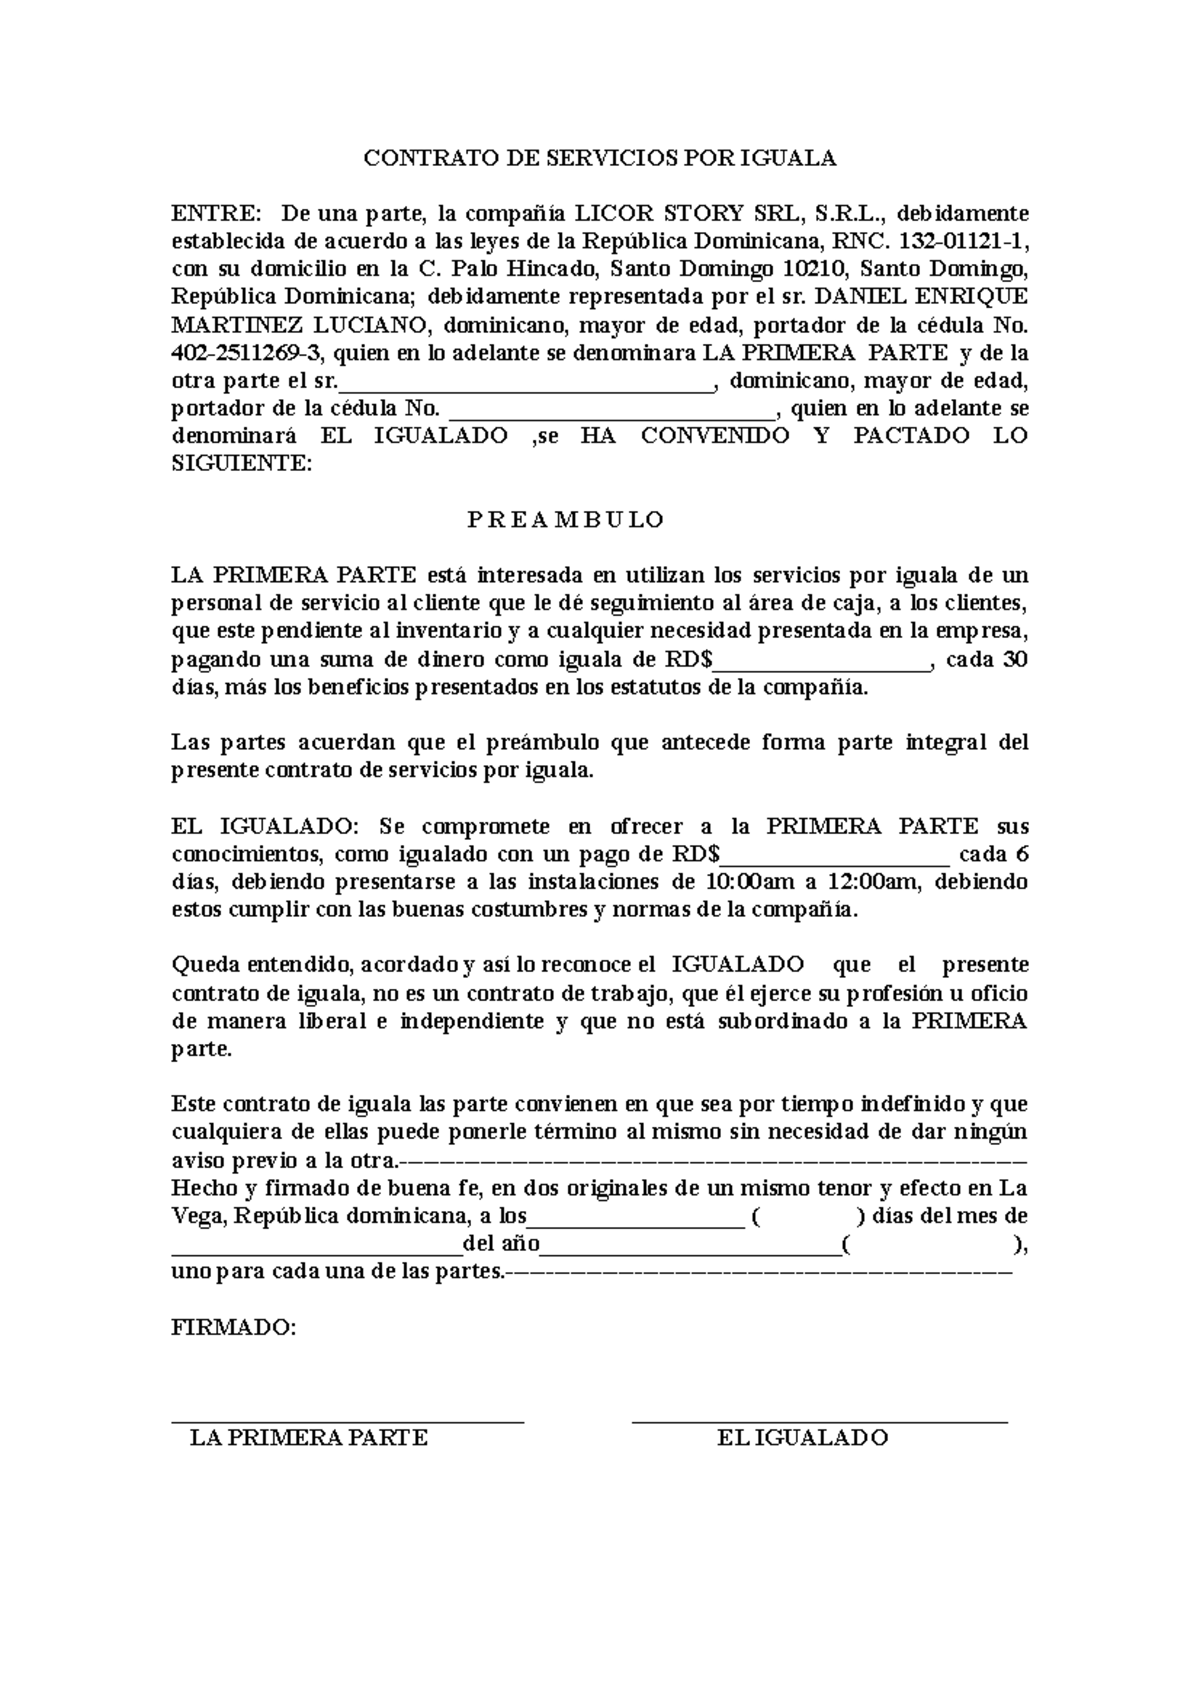 CONTRATO DE SERVICIOS POR IGUALA
ENTRE: De una parte, la compañía LICOR STORY SRL, S.R.L., debidamente
establecida de acuerdo a las leyes de la República Dominicana, RNC. 132-01121-1,
con su domicilio en la C. Palo Hincado, Santo Domingo 10210, Santo Domingo,
República Dominicana; debidamente representada por el sr. DANIEL ENRIQUE
MARTINEZ LUCIANO, dominicano, mayor de edad, portador de la cédula No.
402-2511269-3, quien en lo adelante se denominara LA PRIMERA PARTE y de la
otra parte el sr.______________________________, dominicano, mayor de edad,
portador de la cédula No. __________________________, quien en lo adelante se
denominará EL IGUALADO ,se HA CONVENIDO Y PACTADO LO
SIGUIENTE:
P R E A M B U L O
LA PRIMERA PARTE está interesada en utilizan los servicios por iguala de un
personal de servicio al cliente que le dé seguimiento al área de caja, a los clientes,
que este pendiente al inventario y a cualquier necesidad presentada en la empresa,
pagando una suma de dinero como iguala de RD$__________________, cada 30
días, más los beneficios presentados en los estatutos de la compañía.
Las partes acuerdan que el preámbulo que antecede forma parte integral del
presente contrato de servicios por iguala.
EL IGUALADO: Se compromete en ofrecer a la PRIMERA PARTE sus
conocimientos, como igualado con un pago de RD$___________________ cada 6
días, debiendo presentarse a las instalaciones de 10:00am a 12:00am, debiendo
estos cumplir con las buenas costumbres y normas de la compañía.
Queda entendido, acordado y así lo reconoce el IGUALADO que el presente
contrato de iguala, no es un contrato de trabajo, que él ejerce su profesión u oficio
de manera liberal e independiente y que no está subordinado a la PRIMERA
parte.
Este contrato de iguala las parte convienen en que sea por tiempo indefinido y que
cualquiera de ellas puede ponerle término al mismo sin necesidad de dar ningún
aviso previo a la otra.------------------------------------------------------------
Hecho y firmado de buena fe, en dos originales de un mismo tenor y efecto en La
Vega, República dominicana, a los__________________ ( ) días del mes de
________________________del año_________________________( ),
uno para cada una de las partes.--------------------------------------------------
FIRMADO:
_____________________________ _______________________________
LA PRIMERA PARTE EL IGUALADO